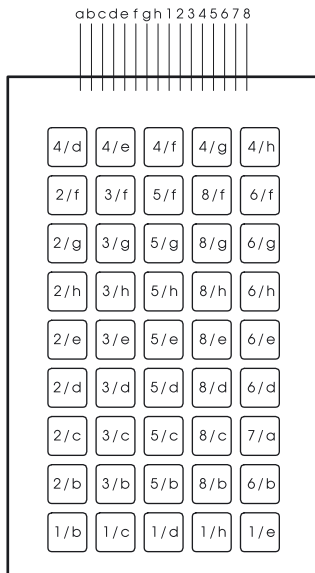 abcdefgh12345678
4/d 4/e 4/f 4/g 4/h
2/f 3/f 5/f 8/f 6/f
2/g 3/g 5/g 8/g 6/g
2/h 3/h 5/h 8/h 6/h
2/e 3/e 5/e 8/e 6/e
2/d 3/d 5/d 8/d 6/d
2/c 3/c 5/c 8/c 7/a
2/b 3/b 5/b 8/b 6/b
1/b 1/c 1/d 1/h 1/e